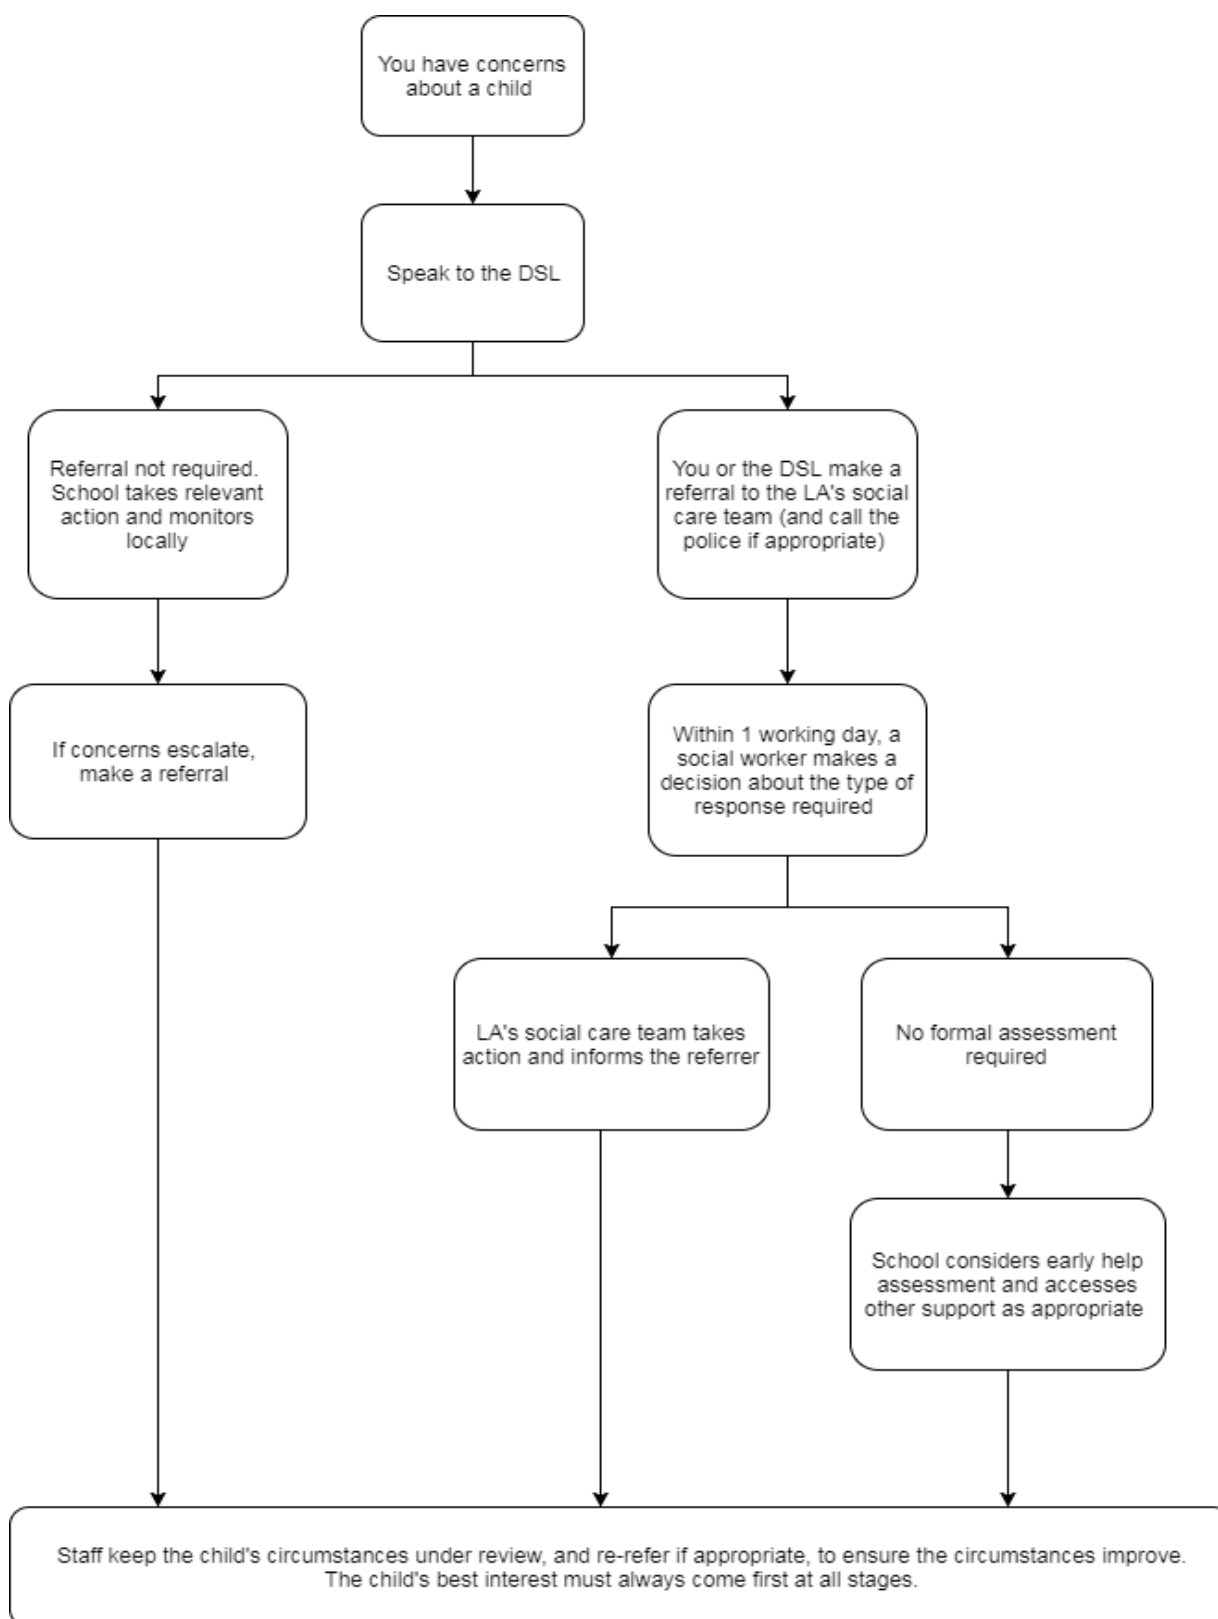 You have concerns
about a child
Speak to the DSL
Referral not required.
School takes relevant
action and monitors
locally
You or the DSL make a
referral to the LA's social
care team (and call the
police if appropriate)
If concerns escalate,
make a referral
Within 1 working day, a
social worker makes a
decision about the type of
response required
LA's social care team takes
action and informs the referrer
No formal assessment
required
School considers early help
assessment and accesses
other support as appropriate
Staff keep the child's circumstances under review, and re-refer if appropriate, to ensure the circumstances improve.
The child's best interest must always come first at all stages.